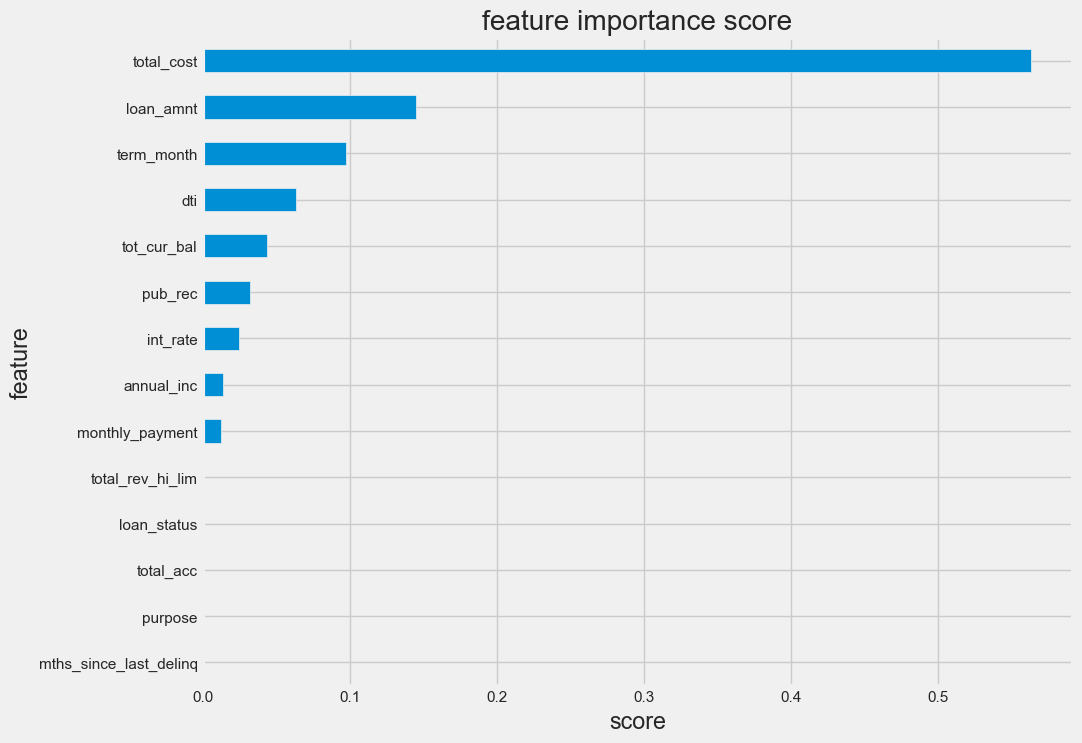 feature importance score
total_cost
loan_amnt
term_month
dti
tot_cur_bal
pub_rec
int_rate
annual_inc
monthly_payment
total_rev_hi_lim
loan_status
total_acc
purpose
mths_since_last_delinq
feature
0.0 0.1 0.2 0.3 0.4 0.5
score